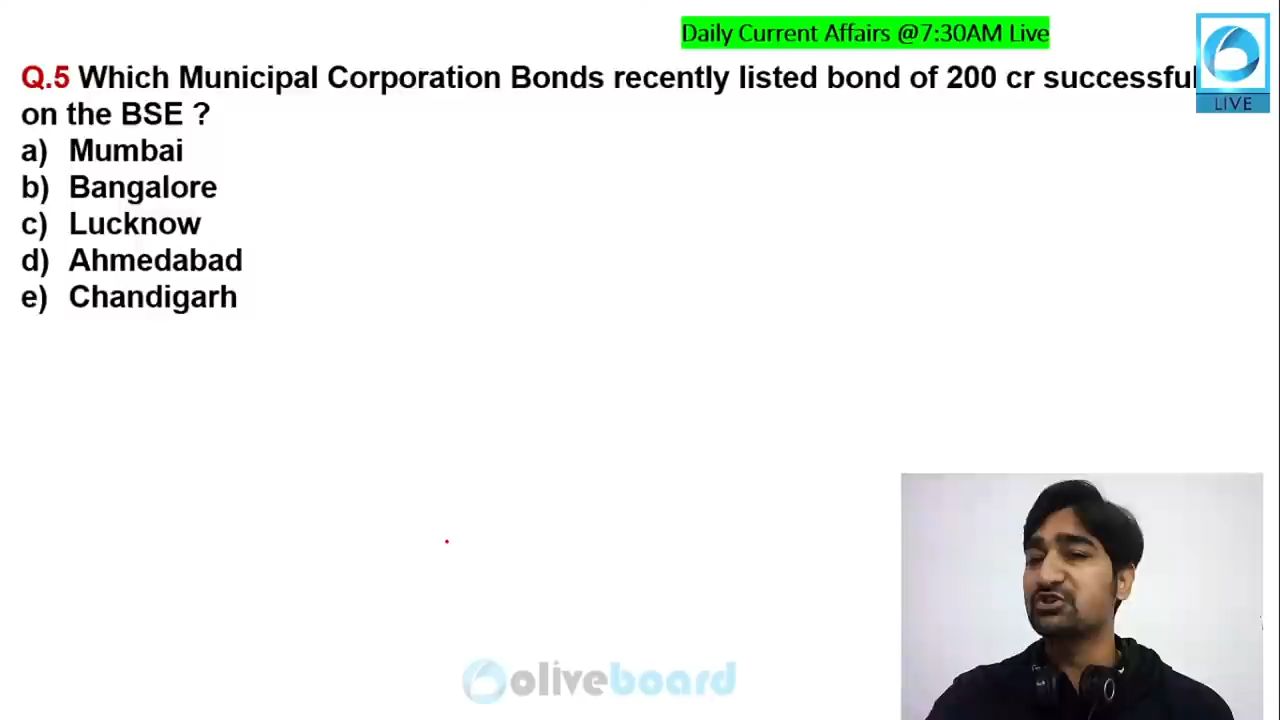 Daily Current Affairs @7:30AM Live
LIVE
Q.5 Which Municipal Corporation Bonds recently listed bond of 200 cr successful
on the BSE ?
a) Mumbai
b) Bangalore
c) Lucknow
d) Ahmedabad
e) Chandigarh
oliveboard